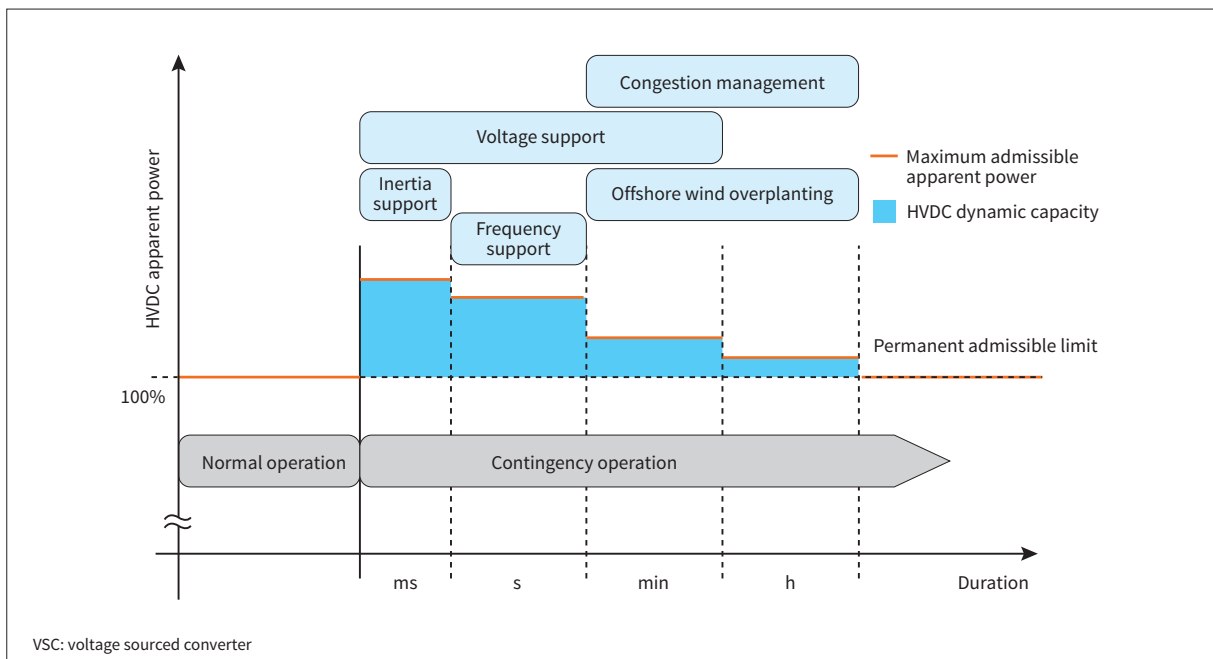 Congestion management
Voltage support
Inertia
support
Offshore wind overplanting
Frequency
support
Maximum admissible
apparent power
HVDC dynamic capacity
HVDC apparent power
Permanent admissible limit
100%
Normal operation
Contingency operation
ms
s
min
h
Duration
VSC: voltage sourced converter